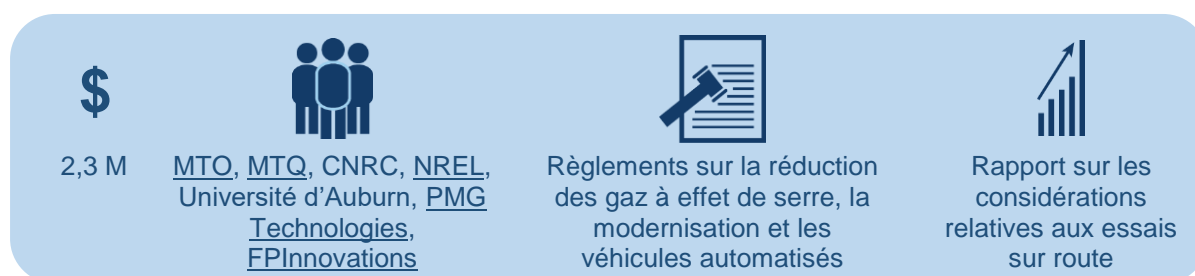 $
2,3 M
MTO, MTQ, CNRC, NREL,
Université d'Auburn, PMG
Technologies,
FPInnovations
Règlements sur la réduction
des gaz à effet de serre, la
modernisation et les
véhicules automatisés
Rapport sur les
considérations
relatives aux essais
sur route